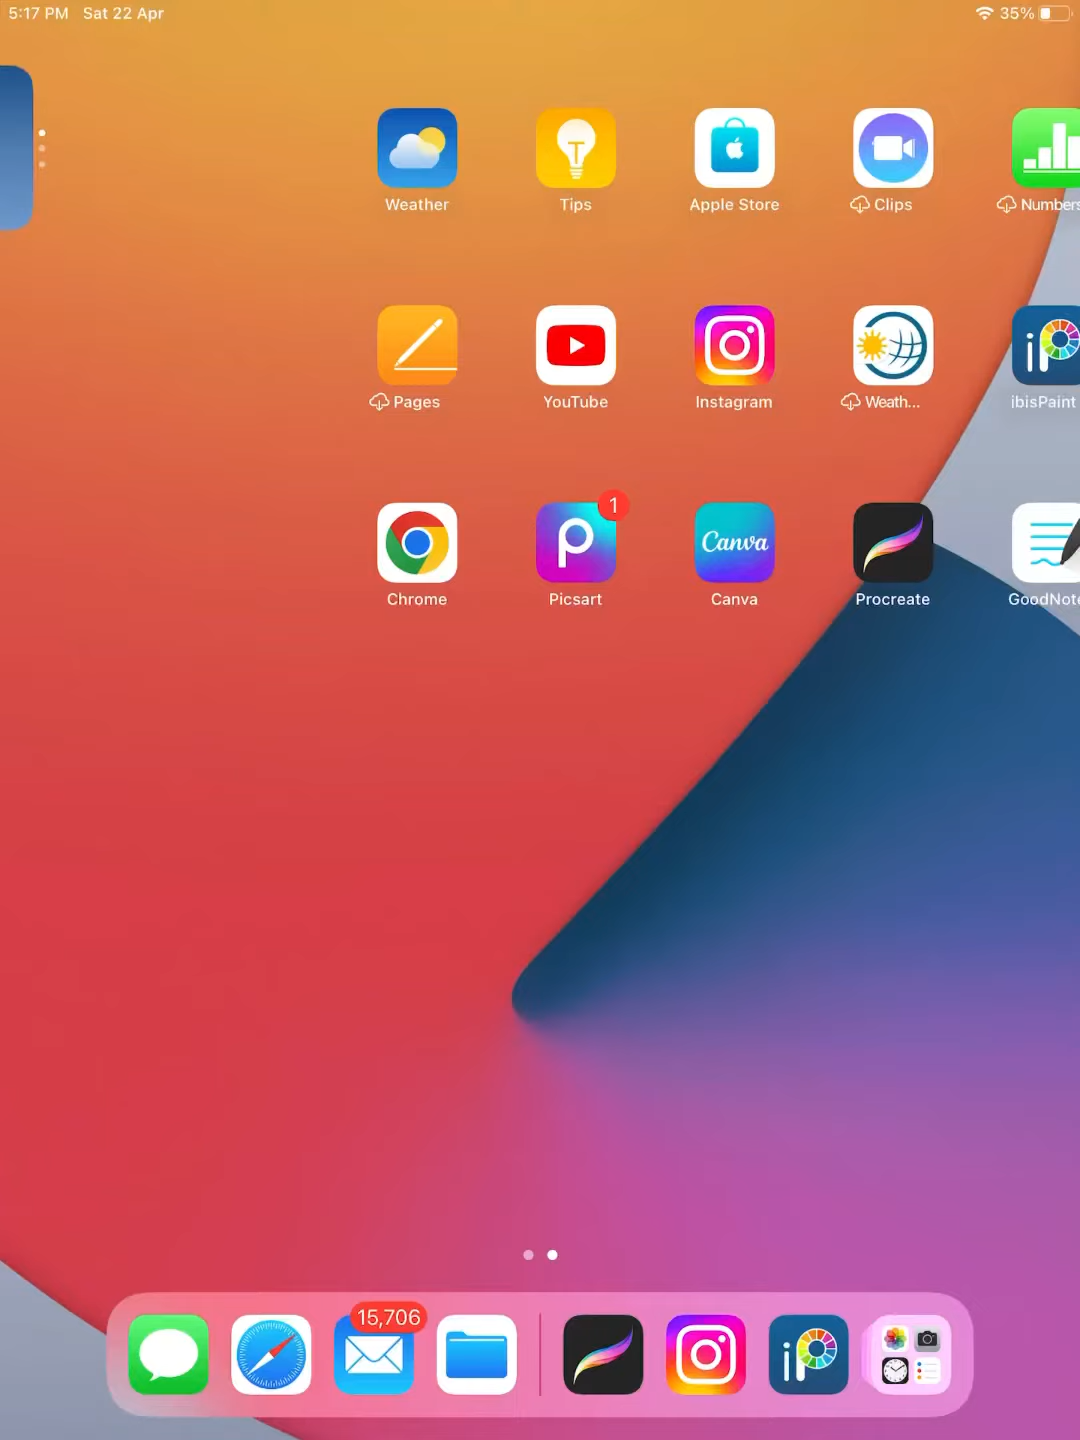 5:17 PM Sat 22 Apr
35%
Weather Tips Apple Store Clips Numbers
Pages YouTube Instagram Weath... ibisPaint
1
Canva
Chrome Picsart Canva Procreate GoodNote
15,706